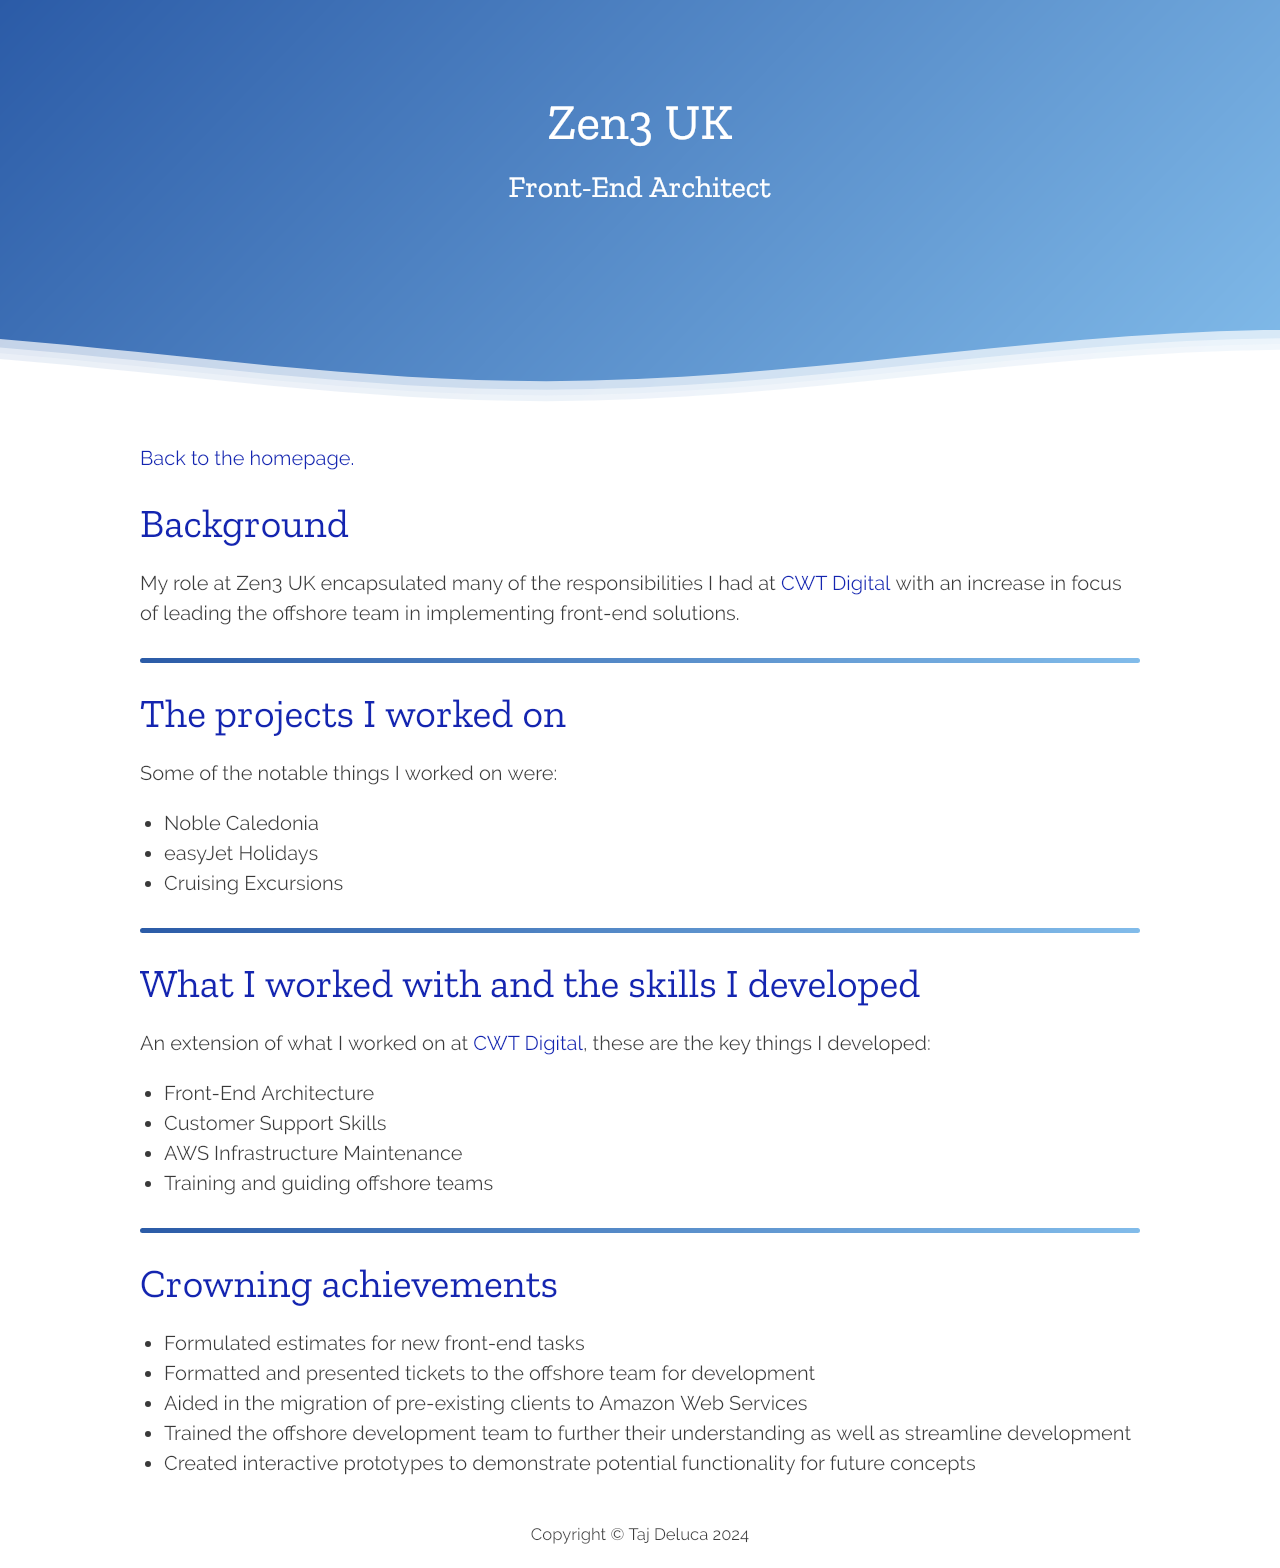 Zen3 UK
Front-End Architect
Back to the homepage.
Background
My role at Zen3 UK encapsulated many of the responsibilities I had at CWT Digital with an increase in focus
of leading the offshore team in implementing front-end solutions.
The projects I worked on
Some of the notable things I worked on were:
• Noble Caledonia
• easyJet Holidays
• Cruising Excursions
What I worked with and the skills I developed
An extension of what I worked on at CWT Digital, these are the key things I developed:
• Front-End Architecture
• Customer Support Skills
• AWS Infrastructure Maintenance
• Training and guiding offshore teams
Crowning achievements
• Formulated estimates for new front-end tasks
• Formatted and presented tickets to the offshore team for development
• Aided in the migration of pre-existing clients to Amazon Web Services
• Trained the offshore development team to further their understanding as well as streamline development
• Created interactive prototypes to demonstrate potential functionality for future concepts
Copyright © Taj Deluca 2024